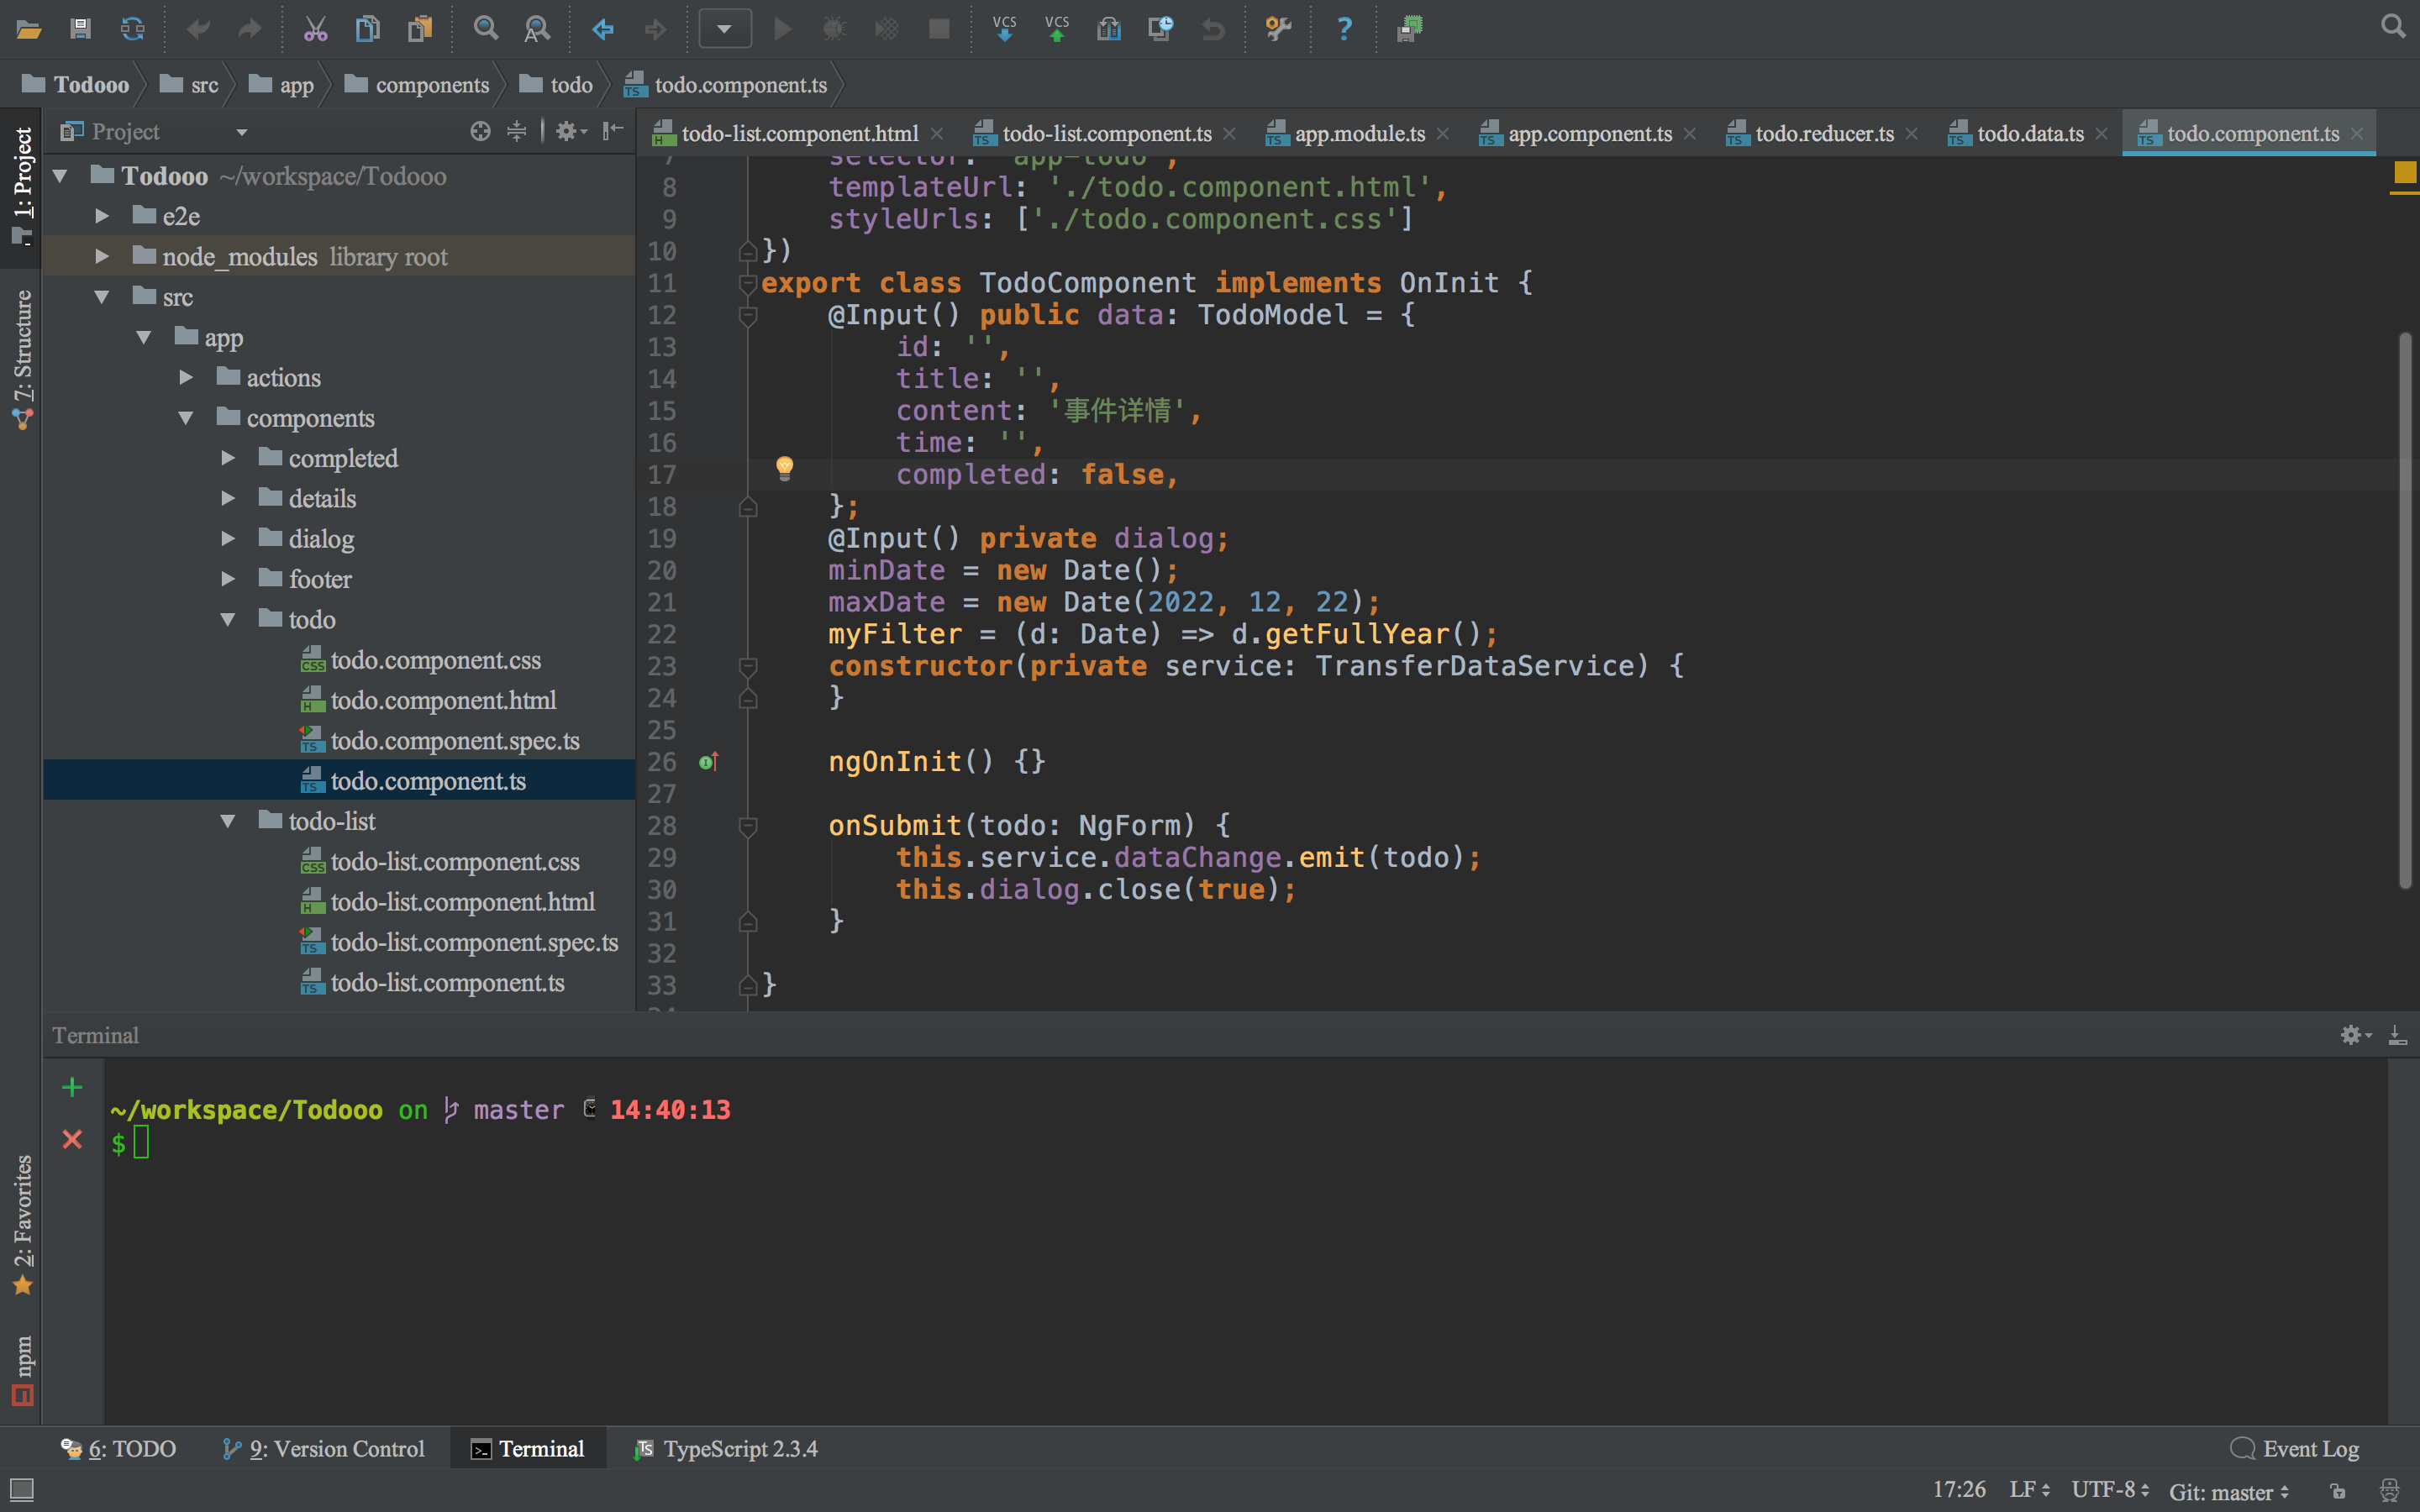 VCS VCS
Todooo src app components todo todo.component.ts
1: Project
7: Structure
2: Favorites
npm
Project
Todooo ~/workspace/Todooo
e2e
node_modules library root
src
app
actions
components
completed
details
dialog
footer
todo
todo.component.css
todo.component.html
todo.component.spec.ts
todo.component.ts
todo-list
todo-list.component.css
todo-list.component.html
todo-list.component.spec.ts
todo-list.component.ts
todo-list.component.html todo-list.component.ts app.module.ts app.component.ts todo.reducer.ts todo.data.ts todo.component.ts
7 selector: 'app-todo',
8 templateUrl: './todo.component.html',
9 styleUrls: ['./todo.component.css']
10 })
11 export class TodoComponent implements OnInit {
12 @Input() public data: TodoModel = {
13 id: '',
14 title: '',
15 content: '事件详情',
16 time: '',
17 completed: false,
18 };
19 @Input() private dialog;
20 minDate = new Date();
21 maxDate = new Date(2022, 12, 22);
22 myFilter = (d: Date) => d.getFullYear();
23 constructor(private service: TransferDataService) {
24 }
25
26 ngOnInit() {}
27
28 onSubmit(todo: NgForm) {
29 this.service.dataChange.emit(todo);
30 this.dialog.close(true);
31 }
32
33 }
Terminal
~/workspace/Todooo on master 14:40:13
$
6: TODO 9: Version Control Terminal TypeScript 2.3.4 Event Log
17:26 LF UTF-8 Git: master